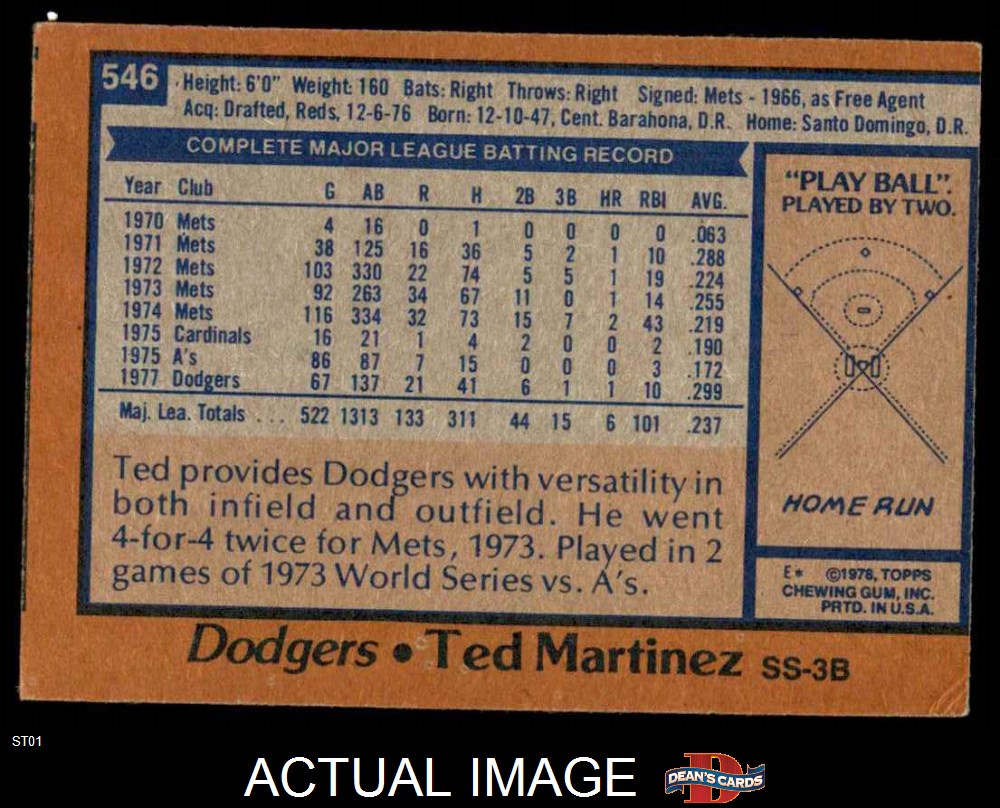 546
Height: 6'0" Weight: 160 Bats: Right Throws: Right Signed: Mets - 1966, as Free Agent
Acq: Drafted, Reds, 12-6-76 Born: 12-10-47, Cent. Barahona, D.R. Home: Santo Domingo, D.R.
COMPLETE MAJOR LEAGUE BATTING RECORD
Year Club G AB R H 2B 3B HR RBI AVG.
1970 Mets 4 16 0 1 0 0 0 0 .063
1971 Mets 38 125 16 36 5 2 1 10 .288
1972 Mets 103 330 22 74 5 5 1 19 .224
1973 Mets 92 263 34 67 11 0 1 14 .255
1974 Mets 116 334 32 73 15 7 2 43 .219
1975 Cardinals 16 21 1 4 2 0 0 2 .190
1975 A's 86 87 7 15 0 0 0 3 .172
1977 Dodgers 67 137 21 41 6 1 1 10 .299
Maj. Lea. Totals . . . 522 1313 133 311 44 15 6 101 .237
Ted provides Dodgers with versatility in
both infield and outfield. He went
4-for-4 twice for Mets, 1973. Played in 2
games of 1973 World Series vs. A's.
"PLAY BALL".
PLAYED BY TWO.
HOME RUN
E* ©1978, TOPPS
CHEWING GUM, INC.
PRTD. IN U.S.A.
Dodgers • Ted Martinez SS-3B
ST01
ACTUAL IMAGE
DEAN'S CARDS